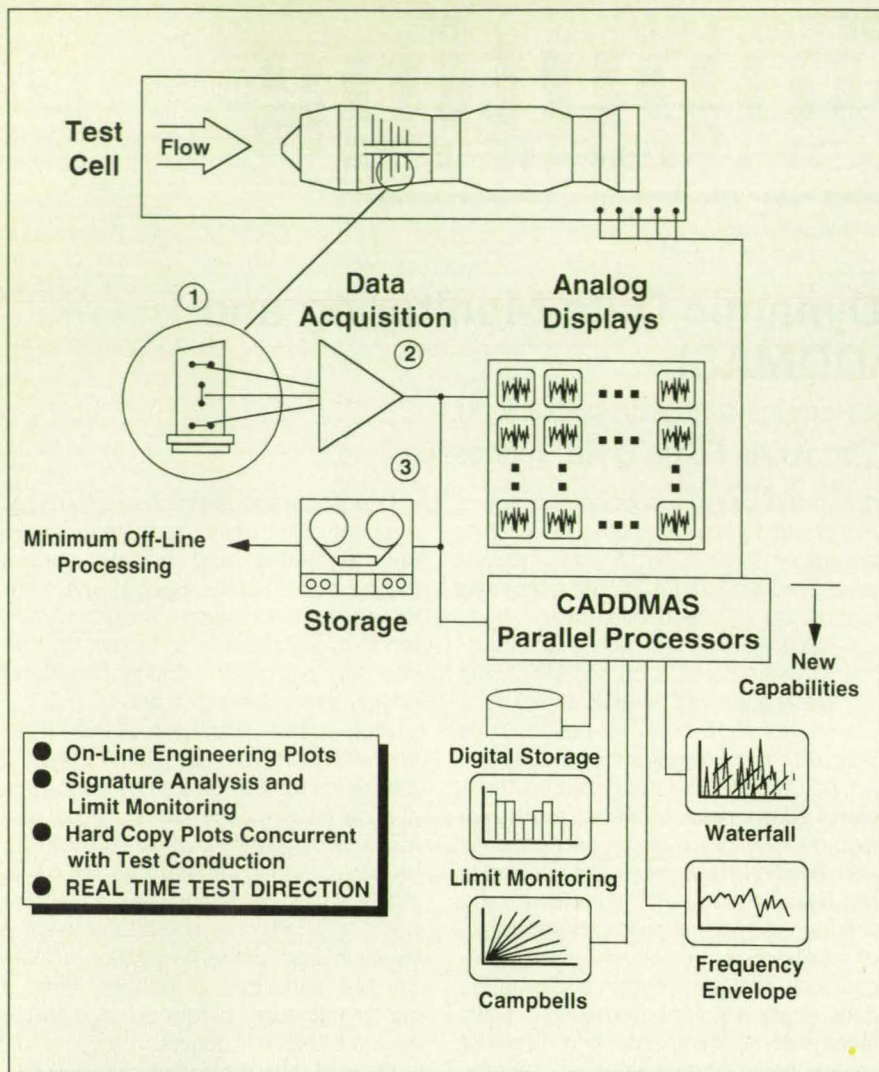 Test
Cell
Flow
1
Data
Acquisition
2
Analog
Displays
3
Minimum Off-Line
Processing
Storage
CADDMAS
Parallel Processors
New
Capabilities
Digital Storage
Limit Monitoring
Campbells
Waterfall
Frequency
Envelope
● On-Line Engineering Plots
● Signature Analysis and
Limit Monitoring
● Hard Copy Plots Concurrent
with Test Conduction
● REAL TIME TEST DIRECTION